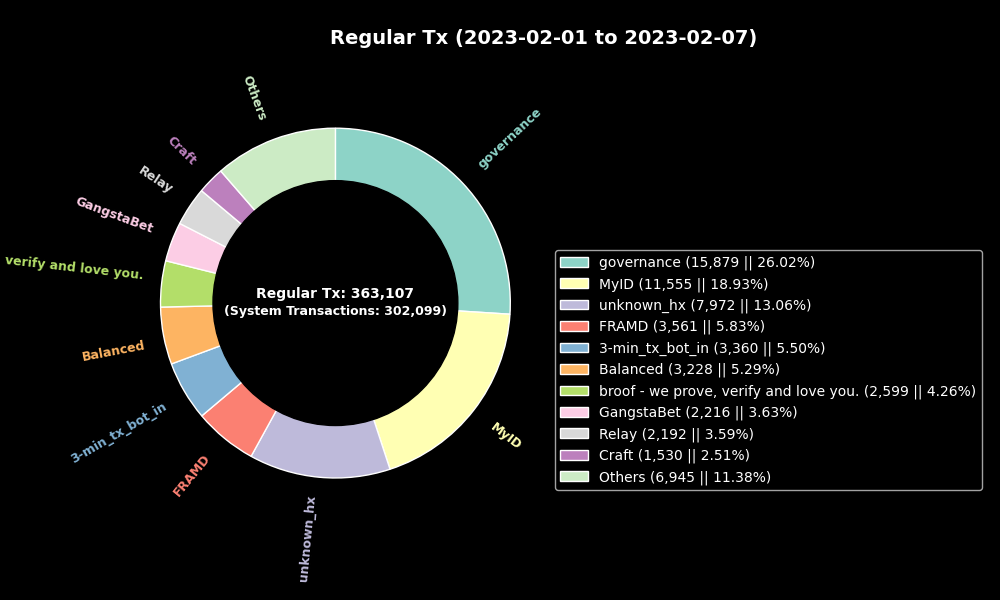 Regular Tx (2023-02-01 to 2023-02-07)
Others
governance
Craft
Relay
GangstaBet
verify and love you.
Balanced
3-min_tx_bot_in
FRAMD
unknown_hx
MyID
Regular Tx: 363,107
(System Transactions: 302,099)
governance (15,879 || 26.02%)
MyID (11,555 || 18.93%)
unknown_hx (7,972 || 13.06%)
FRAMD (3,561 || 5.83%)
3-min_tx_bot_in (3,360 || 5.50%)
Balanced (3,228 || 5.29%)
broof - we prove, verify and love you. (2,599 || 4.26%)
GangstaBet (2,216 || 3.63%)
Relay (2,192 || 3.59%)
Craft (1,530 || 2.51%)
Others (6,945 || 11.38%)